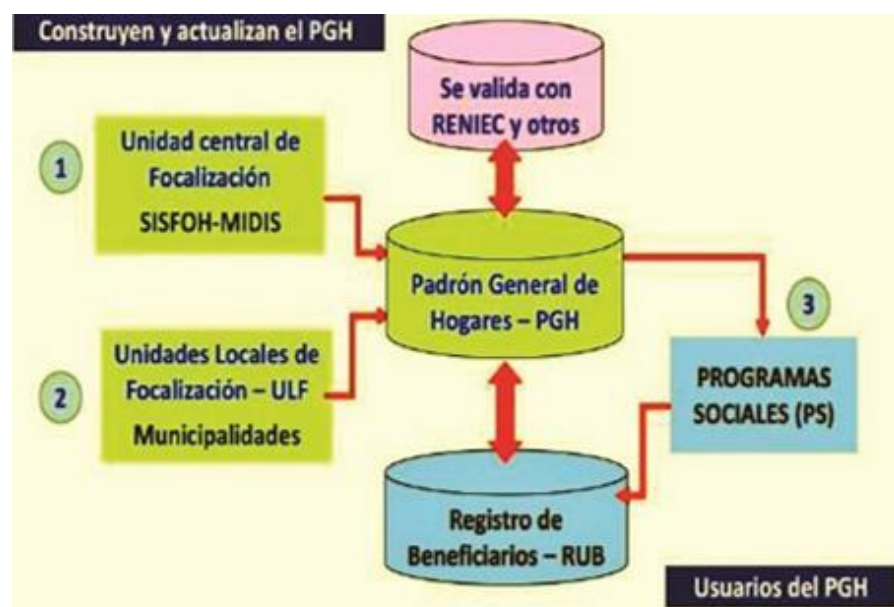 Construyen y actualizan el PGH
Se valida con
RENIEC y otros
1
Unidad central de
Focalización
SISFOH-MIDIS
Padrón General de
Hogares – PGH
3
2
Unidades Locales de
Focalización – ULF
Municipalidades
PROGRAMAS
SOCIALES (PS)
Registro de
Beneficiarios – RUB
Usuarios del PGH